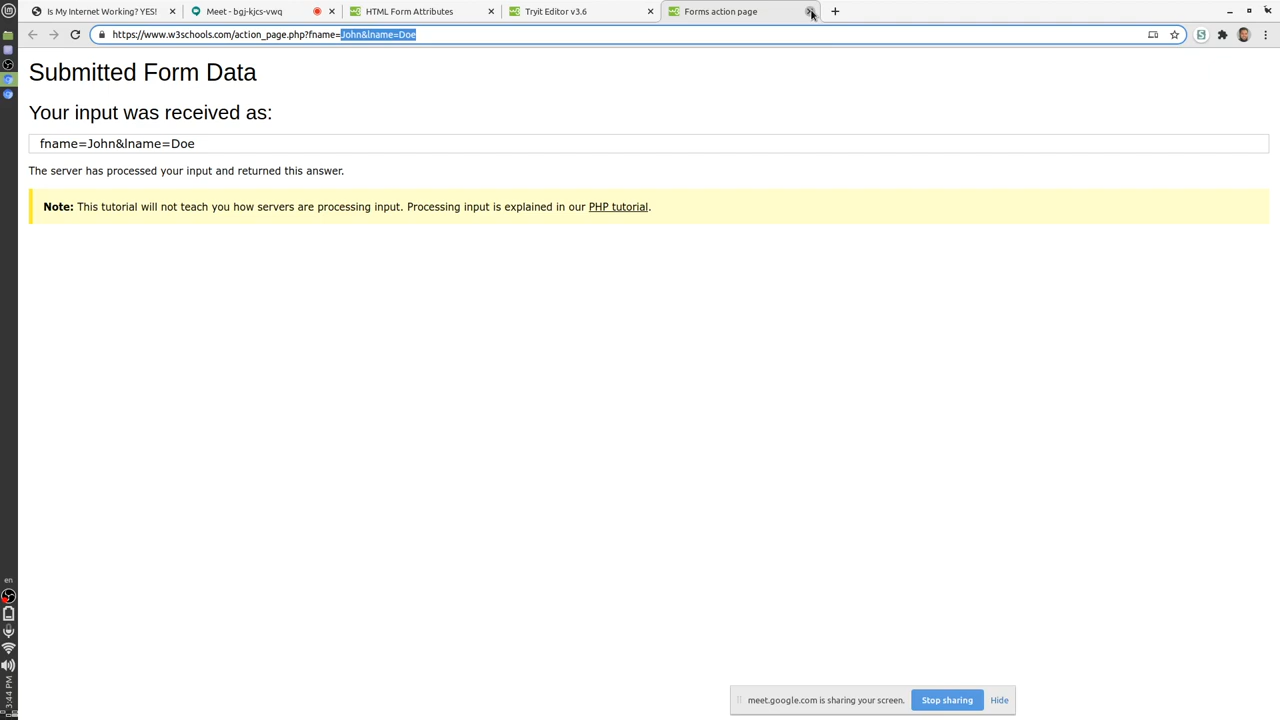 Is My Internet Working? YES!
Meet - bgj-kjcs-vwq
HTML Form Attributes
Tryit Editor v3.6
Forms action page
https://www.w3schools.com/action_page.php?fname=John&lname=Doe
Submitted Form Data
Your input was received as:
fname=John&lname=Doe
The server has processed your input and returned this answer.
Note: This tutorial will not teach you how servers are processing input. Processing input is explained in our PHP tutorial.
en
3:44 PM
meet.google.com is sharing your screen.
Stop sharing
Hide